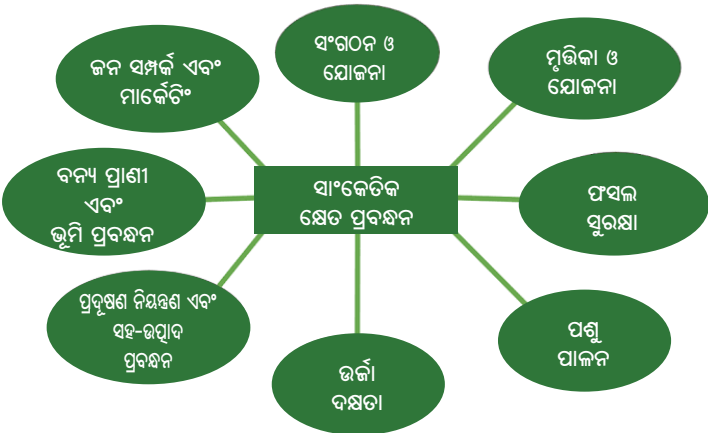 ସଂଗଠନ ଓ
ଯୋଜନା
ମୃତ୍ତିକା ଓ
ଯୋଜନା
ଫସଲ
ସୁରକ୍ଷା
ପଶୁ
ପାଳନ
ଉର୍ଜା
ଦକ୍ଷତା
ପ୍ରଦୂଷଣ ନିୟନ୍ତ୍ରଣ ଏବଂ
ସହ-ଉତ୍ପାଦ
ପ୍ରବନ୍ଧନ
ବନ୍ୟ ପ୍ରାଣୀ
ଏବଂ
ଭୂମି ପ୍ରବନ୍ଧନ
ଜନ ସମ୍ପର୍କ ଏବଂ
ମାର୍କେଟିଂ
ସାଂକେତିକ
କ୍ଷେତ ପ୍ରବନ୍ଧନ